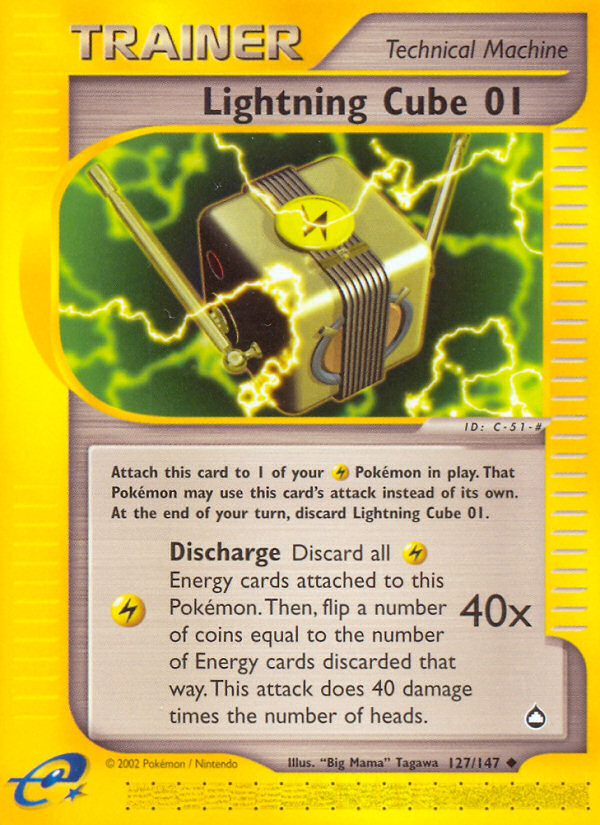 TRAINER
Technical Machine
Lightning Cube 01
ID: C-51-#
Attach this card to 1 of your Pokémon in play. That
Pokémon may use this card's attack instead of its own.
At the end of your turn, discard Lightning Cube 01.
Discharge Discard all
Energy cards attached to this
Pokémon. Then, flip a number
of coins equal to the number
of Energy cards discarded that
way. This attack does 40 damage
times the number of heads.
40x
© 2002 Pokémon / Nintendo
Illus. "Big Mama" Tagawa 127/147
e